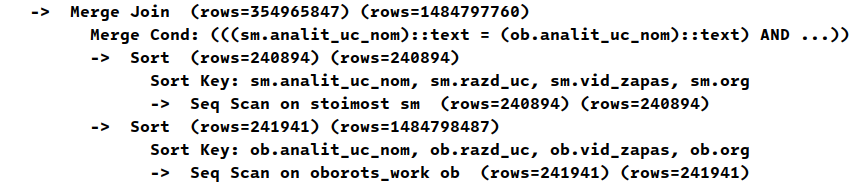 -> Merge Join (rows=354965847) (rows=1484797760)
Merge Cond: (((sm.analit_uc_nom)::text = (ob.analit_uc_nom)::text) AND ...))
-> Sort (rows=240894) (rows=240894)
Sort Key: sm.analit_uc_nom, sm.razd_uc, sm.vid_zapas, sm.org
-> Seq Scan on stoimost sm (rows=240894) (rows=240894)
-> Sort (rows=241941) (rows=1484798487)
Sort Key: ob.analit_uc_nom, ob.razd_uc, ob.vid_zapas, ob.org
-> Seq Scan on oborots_work ob (rows=241941) (rows=241941)